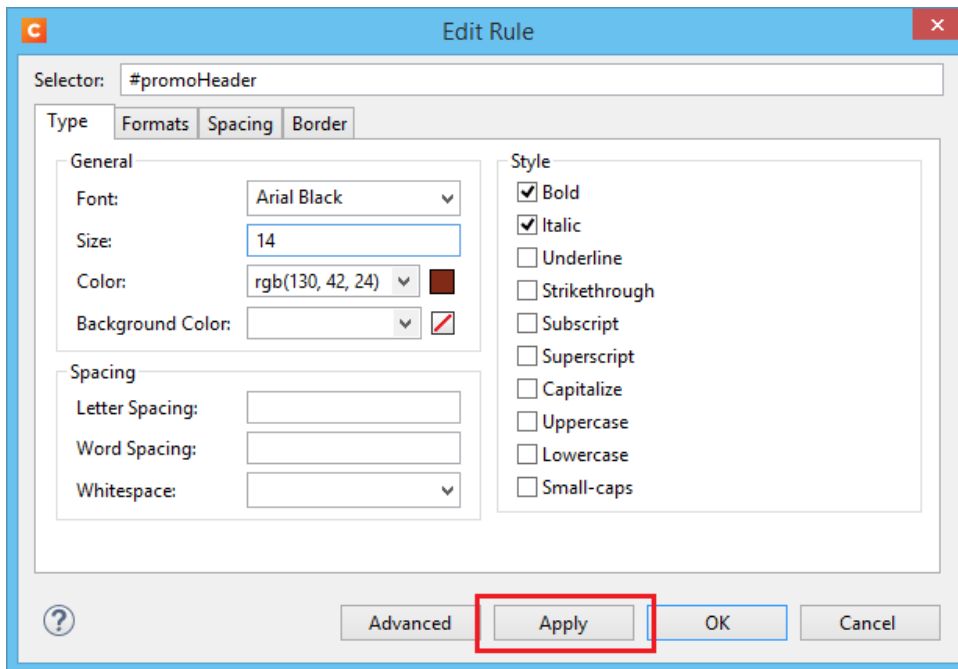 C
Edit Rule
Selector: #promoHeader
Type Formats Spacing Border
General
Font: Arial Black
Size: 14
Color: rgb(130, 42, 24)
Background Color:
Spacing
Letter Spacing:
Word Spacing:
Whitespace:
Style
Bold
Italic
Underline
Strikethrough
Subscript
Superscript
Capitalize
Uppercase
Lowercase
Small-caps
? Advanced Apply OK Cancel